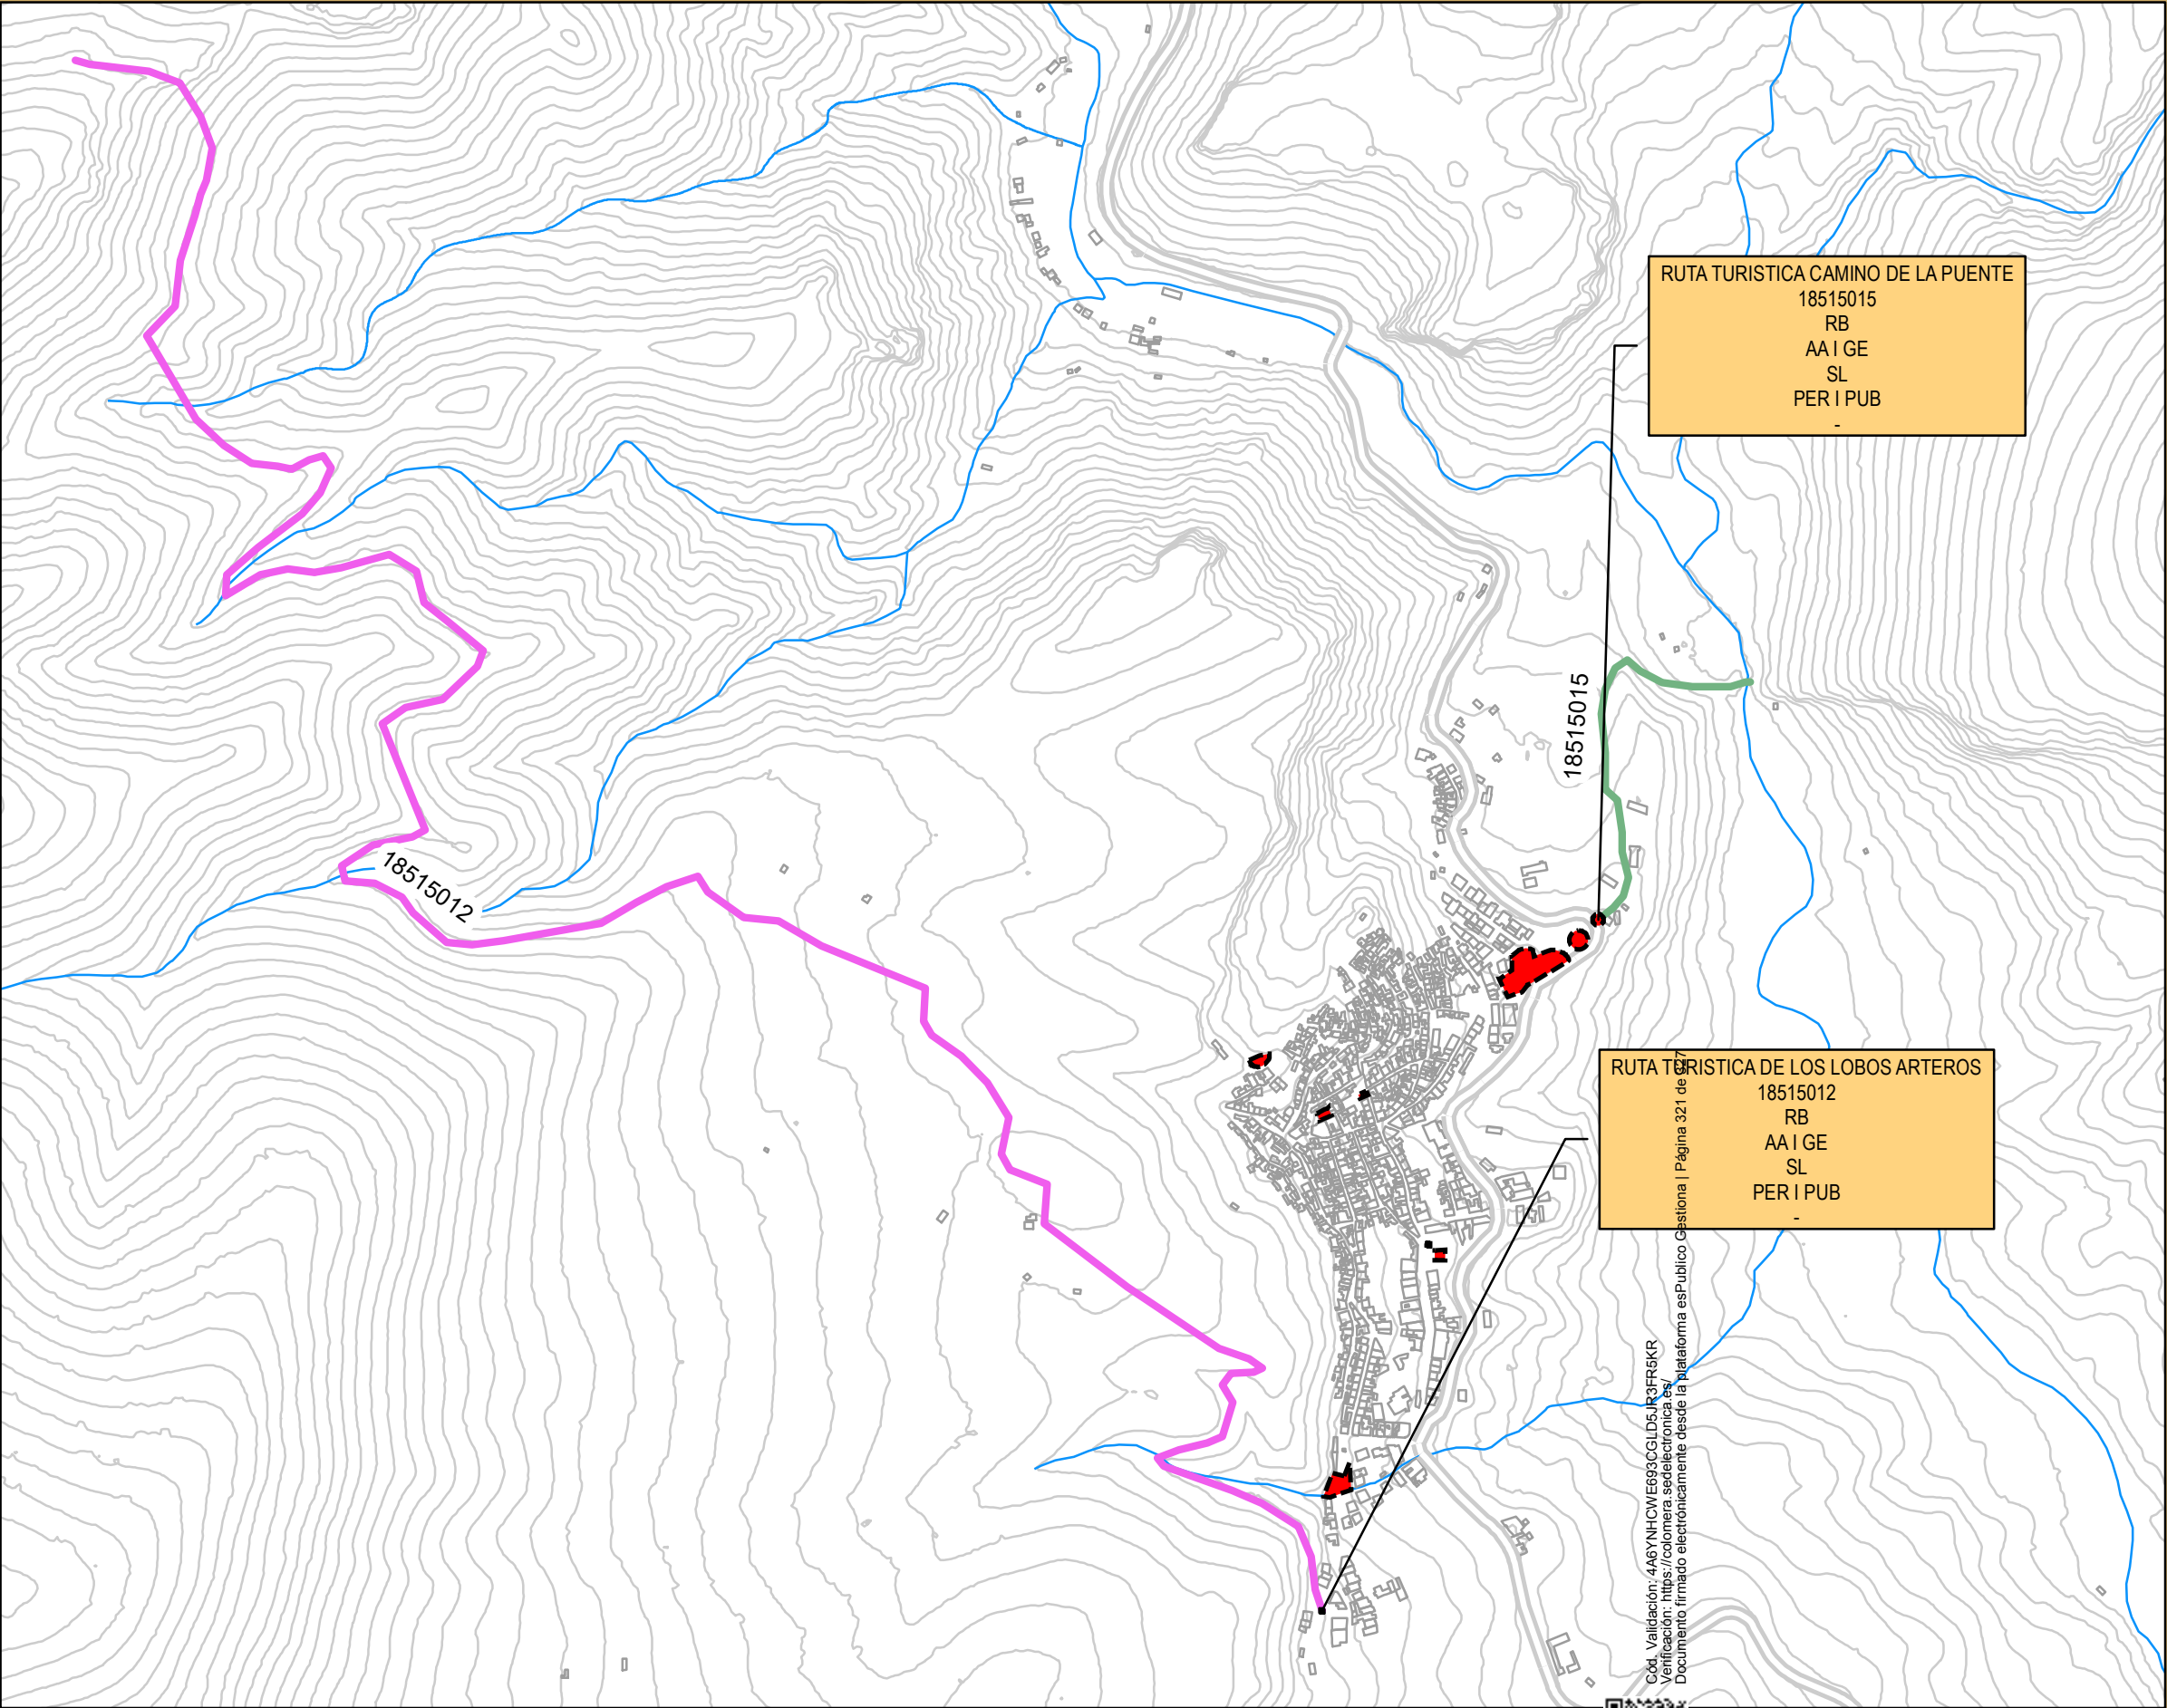 RUTA TURISTICA CAMINO DE LA PUENTE
18515015
RB
AA I GE
SL
PER I PUB
-
18515015
18515012
RUTA TURISTICA DE LOS LOBOS ARTEROS
18515012
RB
AA I GE
SL
PER I PUB
-
Cód. Validación: 4A6YNHCWE693CGLD5JR3FR5KR
Verificación: https://colomera.sedelectronica.es/
Documento firmado electrónicamente desde la plataforma esPublico Gestiona | Página 321 de